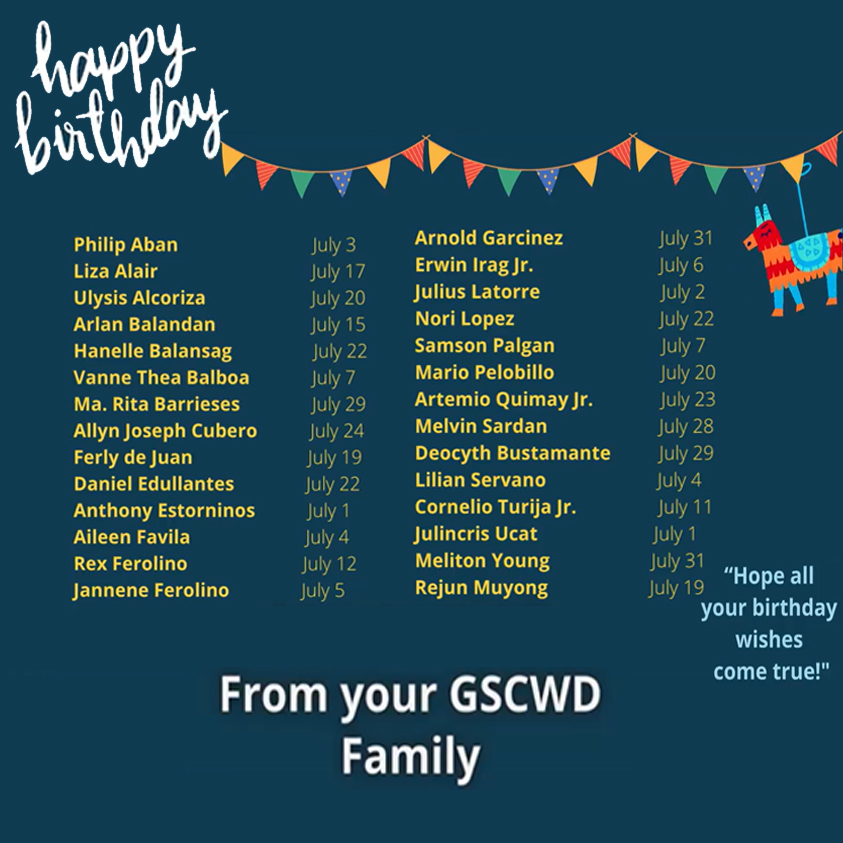 happy
birthday
Philip Aban July 3
Liza Alair July 17
Ulysis Alcoriza July 20
Arlan Balandan July 15
Hanelle Balansag July 22
Vanne Thea Balboa July 7
Ma. Rita Barrieses July 29
Allyn Joseph Cubero July 24
Ferly de Juan July 19
Daniel Edullantes July 22
Anthony Estorninos July 1
Aileen Favila July 4
Rex Ferolino July 12
Jannene Ferolino July 5
Arnold Garcinez July 31
Erwin Irag Jr. July 6
Julius Latorre July 2
Nori Lopez July 22
Samson Palgan July 7
Mario Pelobillo July 20
Artemio Quimay Jr. July 23
Melvin Sardan July 28
Deocyth Bustamante July 29
Lilian Servano July 4
Cornelio Turija Jr. July 11
Julincris Ucat July 1
Meliton Young July 31
Rejun Muyong July 19
“Hope all
your birthday
wishes
come true!"
From your GSCWD
Family